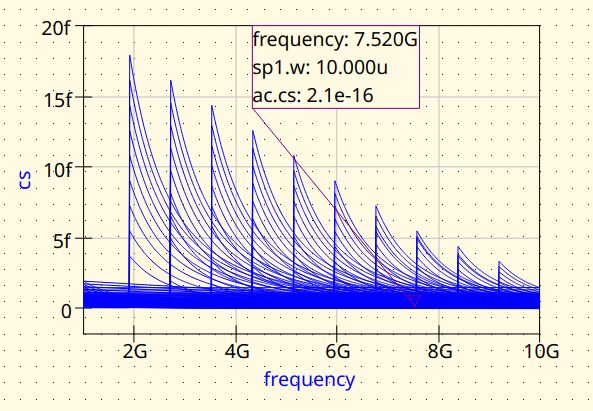 20f
frequency: 7.520G
sp1.w: 10.000u
ac.cs: 2.1e-16
15f
10f
cs
5f
0
2G 4G 6G 8G 10G
frequency